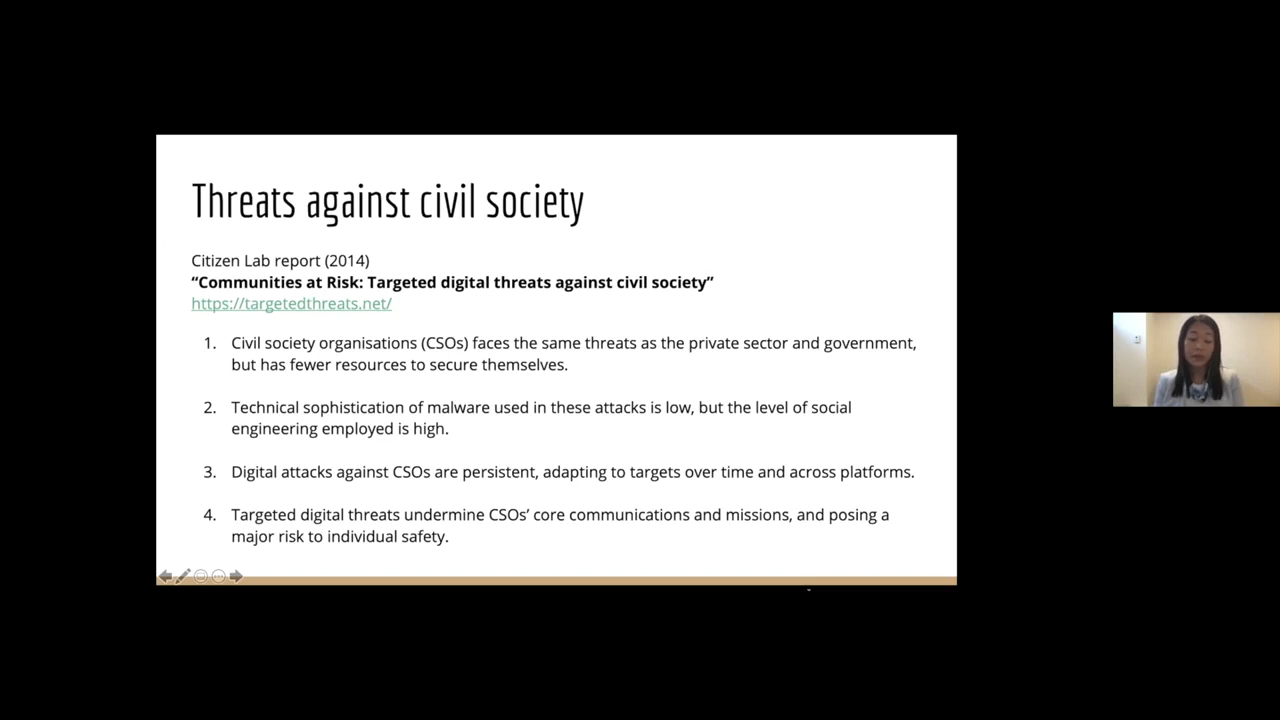 Threats against civil society
Citizen Lab report (2014)
“Communities at Risk: Targeted digital threats against civil society”
https://targetedthreats.net/
1. Civil society organisations (CSOs) faces the same threats as the private sector and government,
but has fewer resources to secure themselves.
2. Technical sophistication of malware used in these attacks is low, but the level of social
engineering employed is high.
3. Digital attacks against CSOs are persistent, adapting to targets over time and across platforms.
4. Targeted digital threats undermine CSOs’ core communications and missions, and posing a
major risk to individual safety.